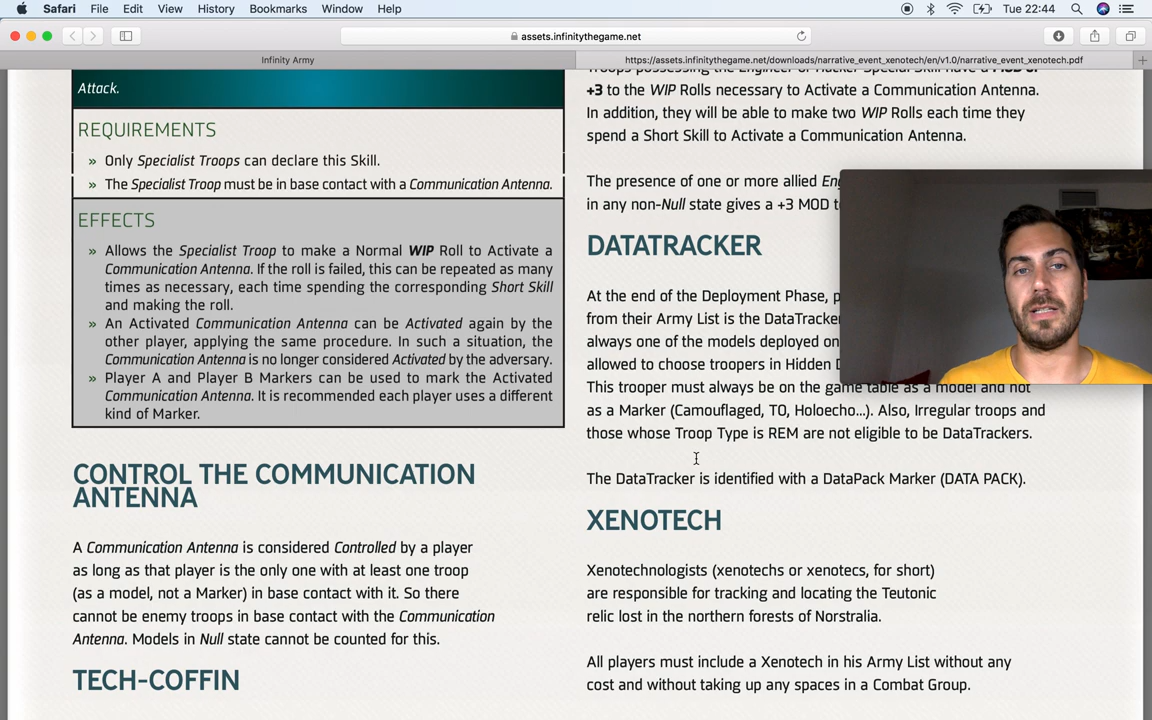 Safari File Edit View History Bookmarks Window Help Tue 22:44
assets.infinitythegame.net
Infinity Army
https://assets.infinitythegame.net/downloads/narrative_event_xenotech/en/v1.0/narrative_event_xenotech.pdf
Attack.
REQUIREMENTS
» Only Specialist Troops can declare this Skill.
» The Specialist Troop must be in base contact with a Communication Antenna.
EFFECTS
» Allows the Specialist Troop to make a Normal WIP Roll to Activate a
Communication Antenna. If the roll is failed, this can be repeated as many
times as necessary, each time spending the corresponding Short Skill
and making the roll.
» An Activated Communication Antenna can be Activated again by the
other player, applying the same procedure. In such a situation, the
Communication Antenna is no longer considered Activated by the adversary.
» Player A and Player B Markers can be used to mark the Activated
Communication Antenna. It is recommended each player uses a different
kind of Marker.
CONTROL THE COMMUNICATION
ANTENNA
A Communication Antenna is considered Controlled by a player
as long as that player is the only one with at least one troop
(as a model, not a Marker) in base contact with it. So there
cannot be enemy troops in base contact with the Communication
Antenna. Models in Null state cannot be counted for this.
TECH-COFFIN
Troops possessing the Engineer or Hacker Special Skill have a MOD of
+3 to the WIP Rolls necessary to Activate a Communication Antenna.
In addition, they will be able to make two WIP Rolls each time they
spend a Short Skill to Activate a Communication Antenna.
The presence of one or more allied
in any non-Null state gives a +3 MOD
DATATRACKER
At the end of the Deployment Phase,
from their Army List is the DataTracker
always one of the models deployed on
allowed to choose troopers in Hidden
This trooper must always be on the game table as a model and not
as a Marker (Camouflaged, TO, Holoecho...). Also, Irregular troops and
those whose Troop Type is REM are not eligible to be DataTrackers.
The DataTracker is identified with a DataPack Marker (DATA PACK).
XENOTECH
Xenotechnologists (xenotechs or xenotecs, for short)
are responsible for tracking and locating the Teutonic
relic lost in the northern forests of Norstralia.
All players must include a Xenotech in his Army List without any
cost and without taking up any spaces in a Combat Group.